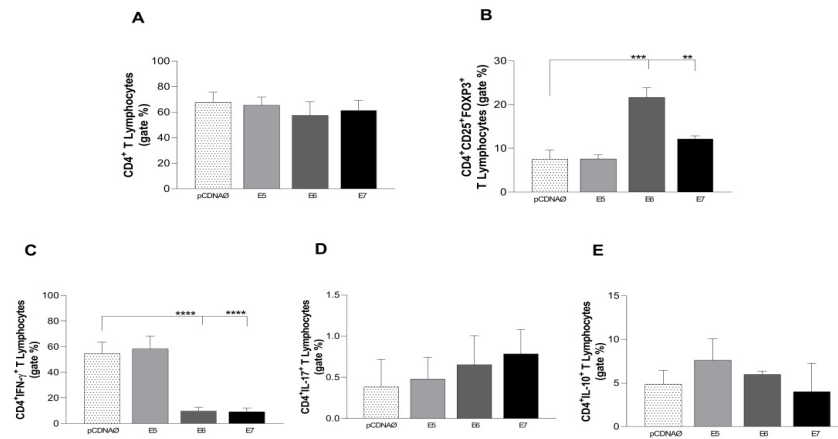 A
CD4+ T Lymphocytes
(gate %)
100
80
60
40
20
0
pCDNAØ E5 E6 E7
B
CD4+CD25+FOXP3+
T Lymphocytes (gate %)
30
20
10
0
*** **
pCDNAØ E5 E6 E7
C
CD4+IFN-γ+ T Lymphocytes
(gate %)
100
80
60
40
20
0
**** ****
pCDNAØ E5 E6 E7
D
CD4+IL-17+ T Lymphocytes
(gate %)
1.5
1.0
0.5
0.0
pCDNAØ E5 E6 E7
E
CD4+IL-10+ T Lymphocytes
(gate %)
15
10
5
0
pCDNAØ E5 E6 E7